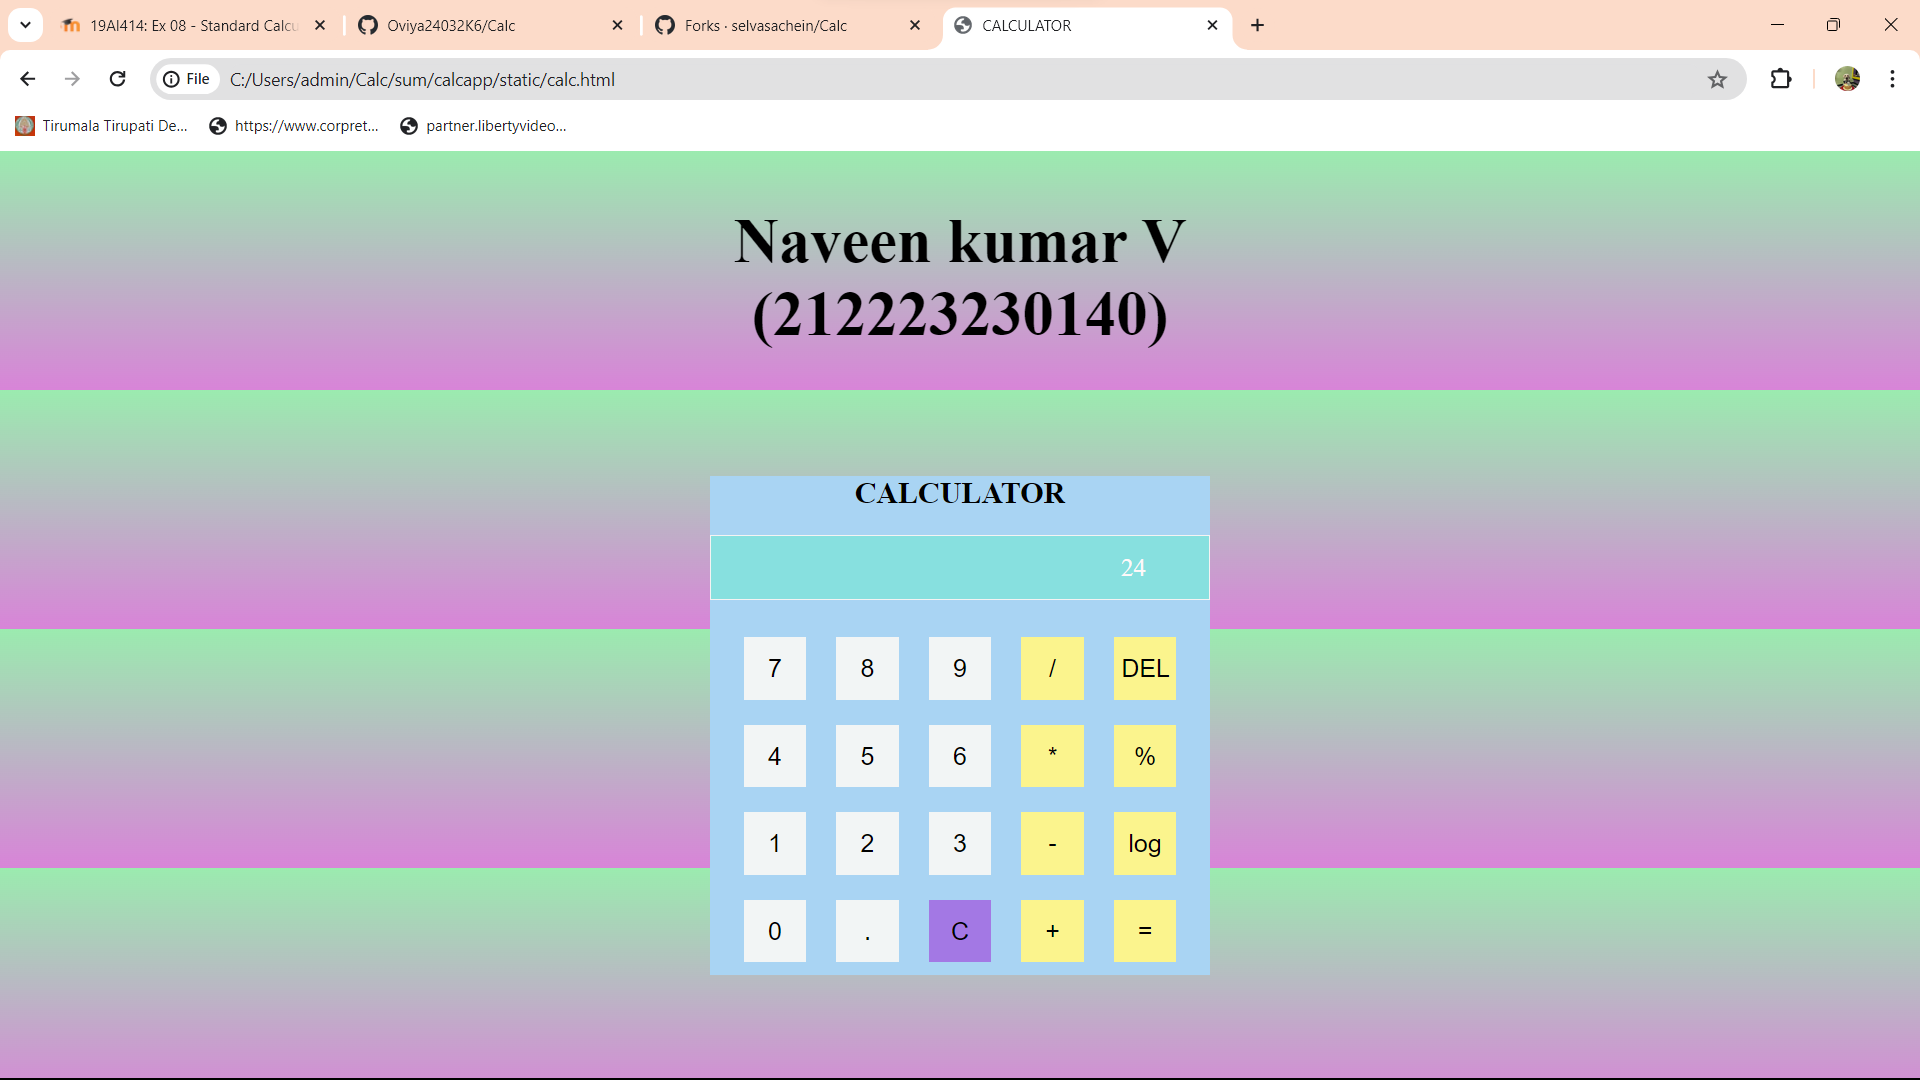 19AI414: Ex 08 - Standard Calcu
Oviya24032K6/Calc
Forks · selvasachein/Calc
CALCULATOR
File
C:/Users/admin/Calc/sum/calcapp/static/calc.html
Tirumala Tirupati De...
https://www.corpret...
partner.libertyvideo...
Naveen kumar V
(212223230140)
CALCULATOR
24
7 8 9 / DEL
4 5 6 * %
1 2 3 - log
0 . C + =